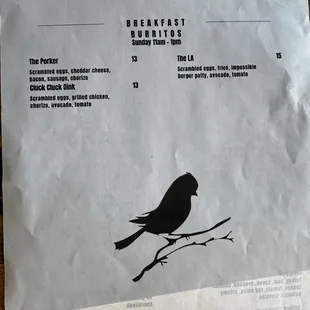 BREAKFAST
BURRITOS
Sunday 11am - 1pm
The Porker 13
Scrambled eggs, cheddar cheese,
bacon, sausage, chorizo
Cluck Cluck Oink 13
Scrambled eggs, grilled chicken,
chorizo, avocado, tomato
The LA 15
Scrambled eggs, fries, impossible
burger patty, avocado, tomato